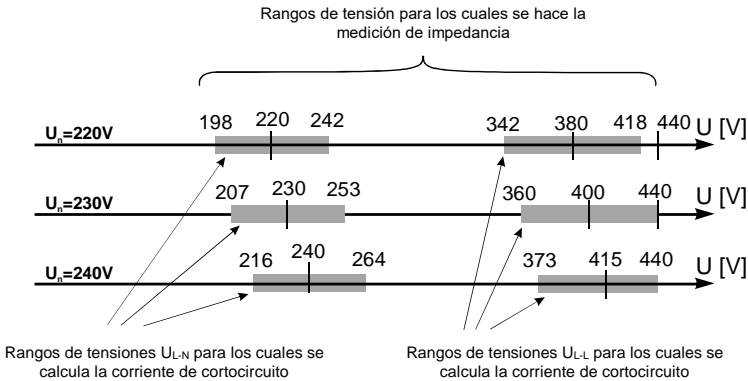 Rangos de tensión para los cuales se hace la
medición de impedancia
198 220 242 342 380 418 440 U [V]
Un=220V
207 230 253 360 400 440 U [V]
Un=230V
216 240 264 373 415 440 U [V]
Un=240V
Rangos de tensiones UL-N para los cuales se
calcula la corriente de cortocircuito
Rangos de tensiones UL-L para los cuales se
calcula la corriente de cortocircuito